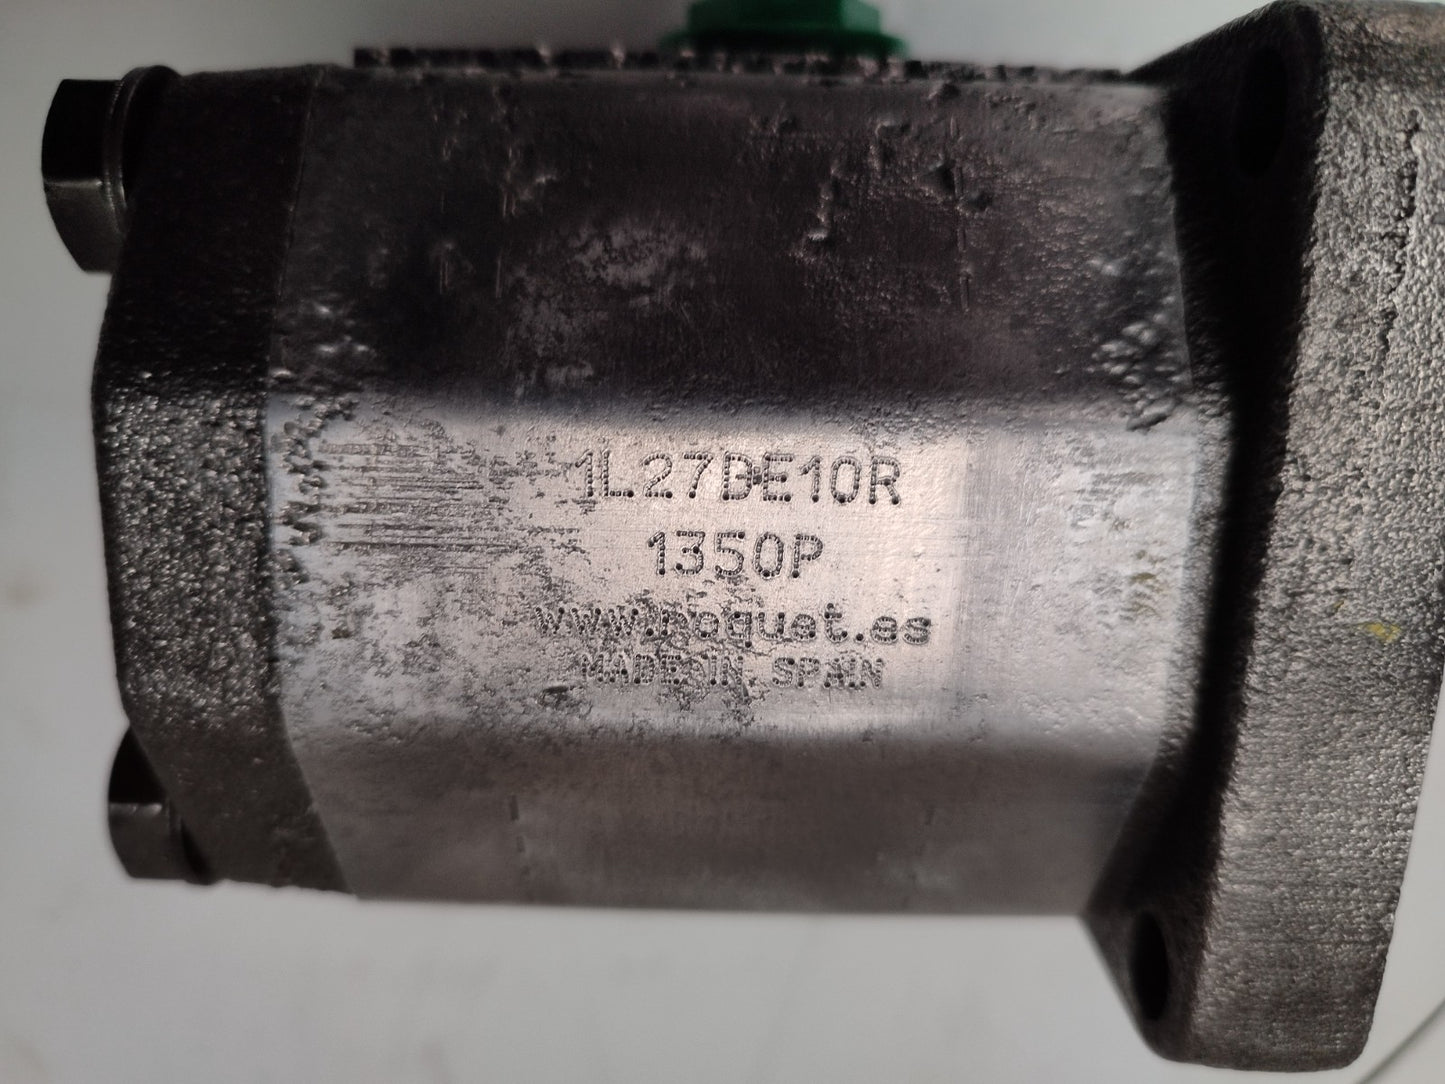 1L27DE10R
1350P
www.roquet.es
MADE IN SPAIN